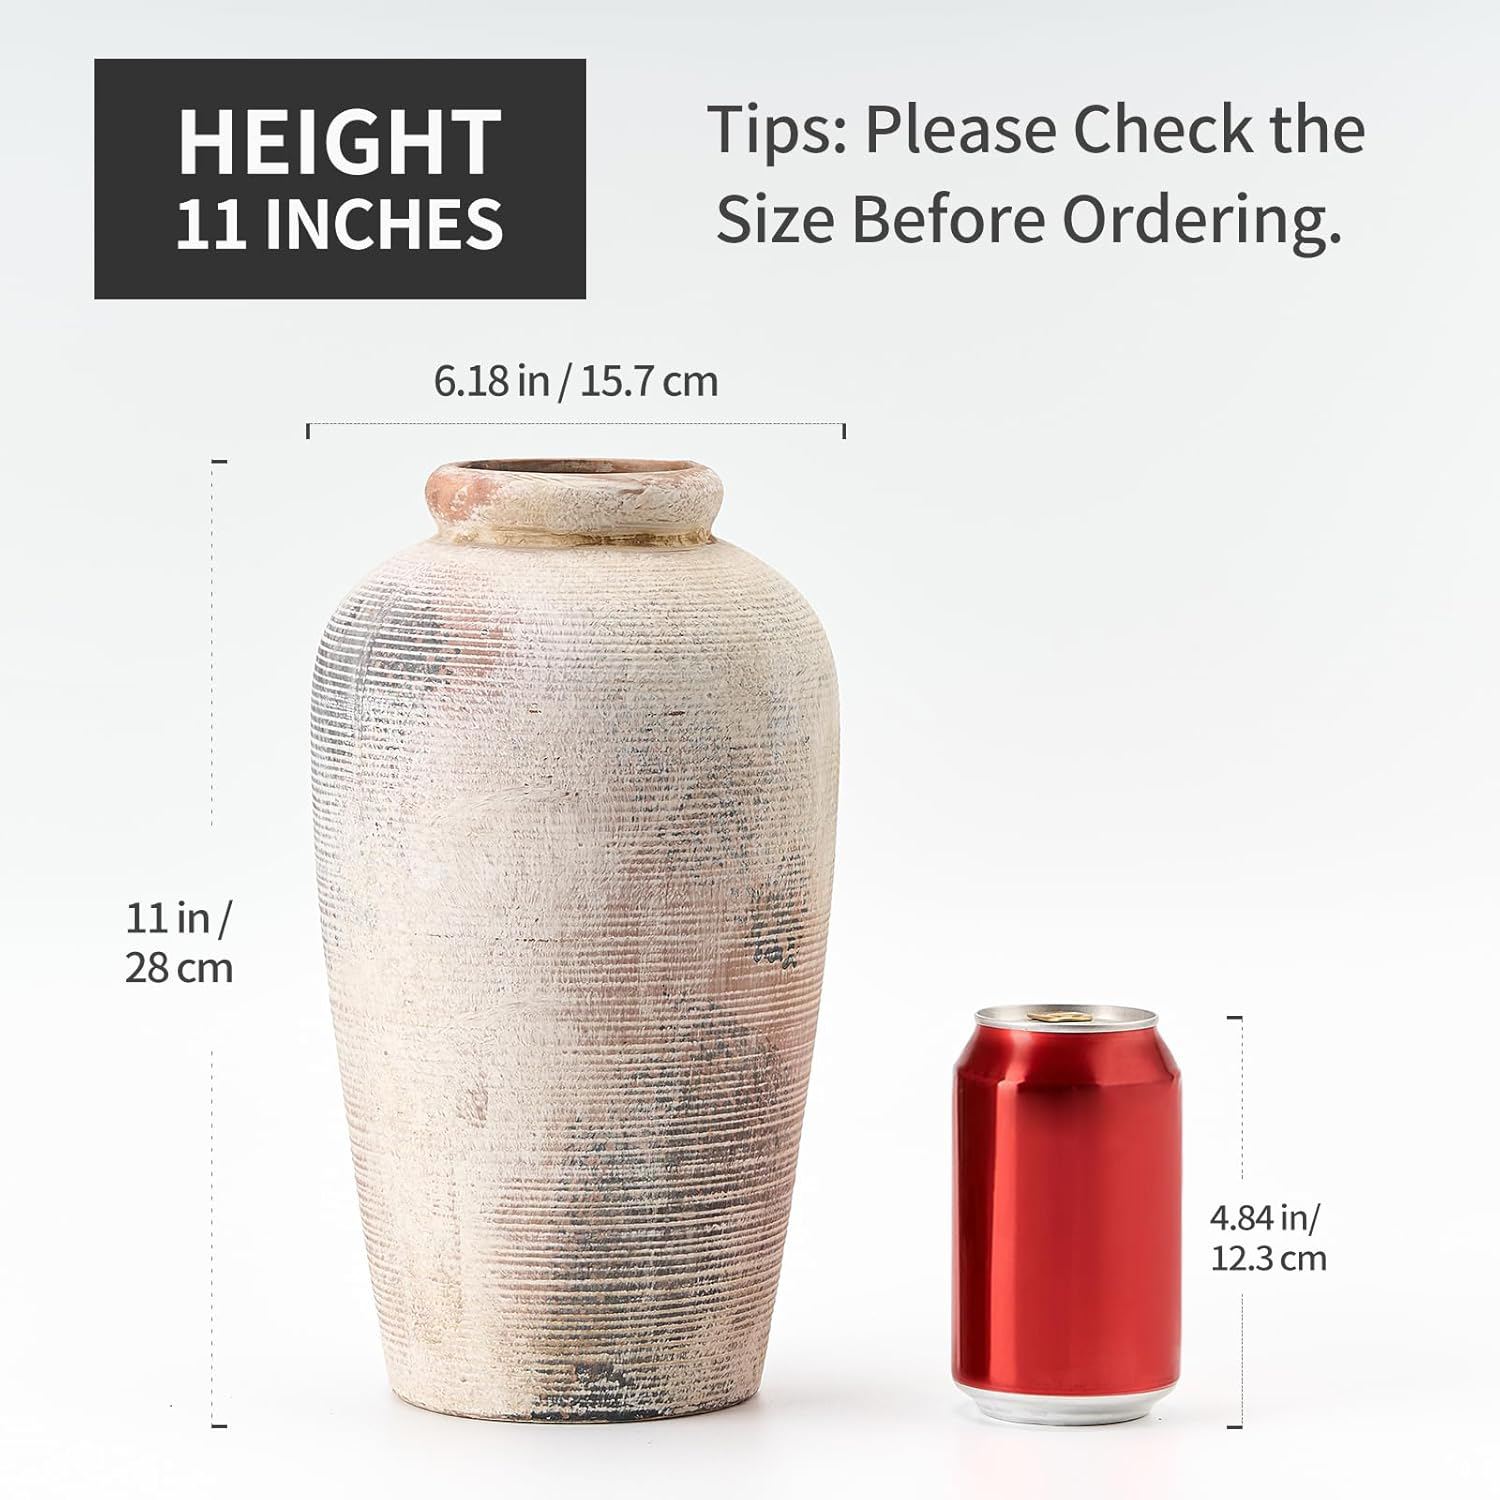 HEIGHT
11 INCHES
Tips: Please Check the
Size Before Ordering.
6.18 in / 15.7 cm
11 in /
28 cm
4.84 in/
12.3 cm